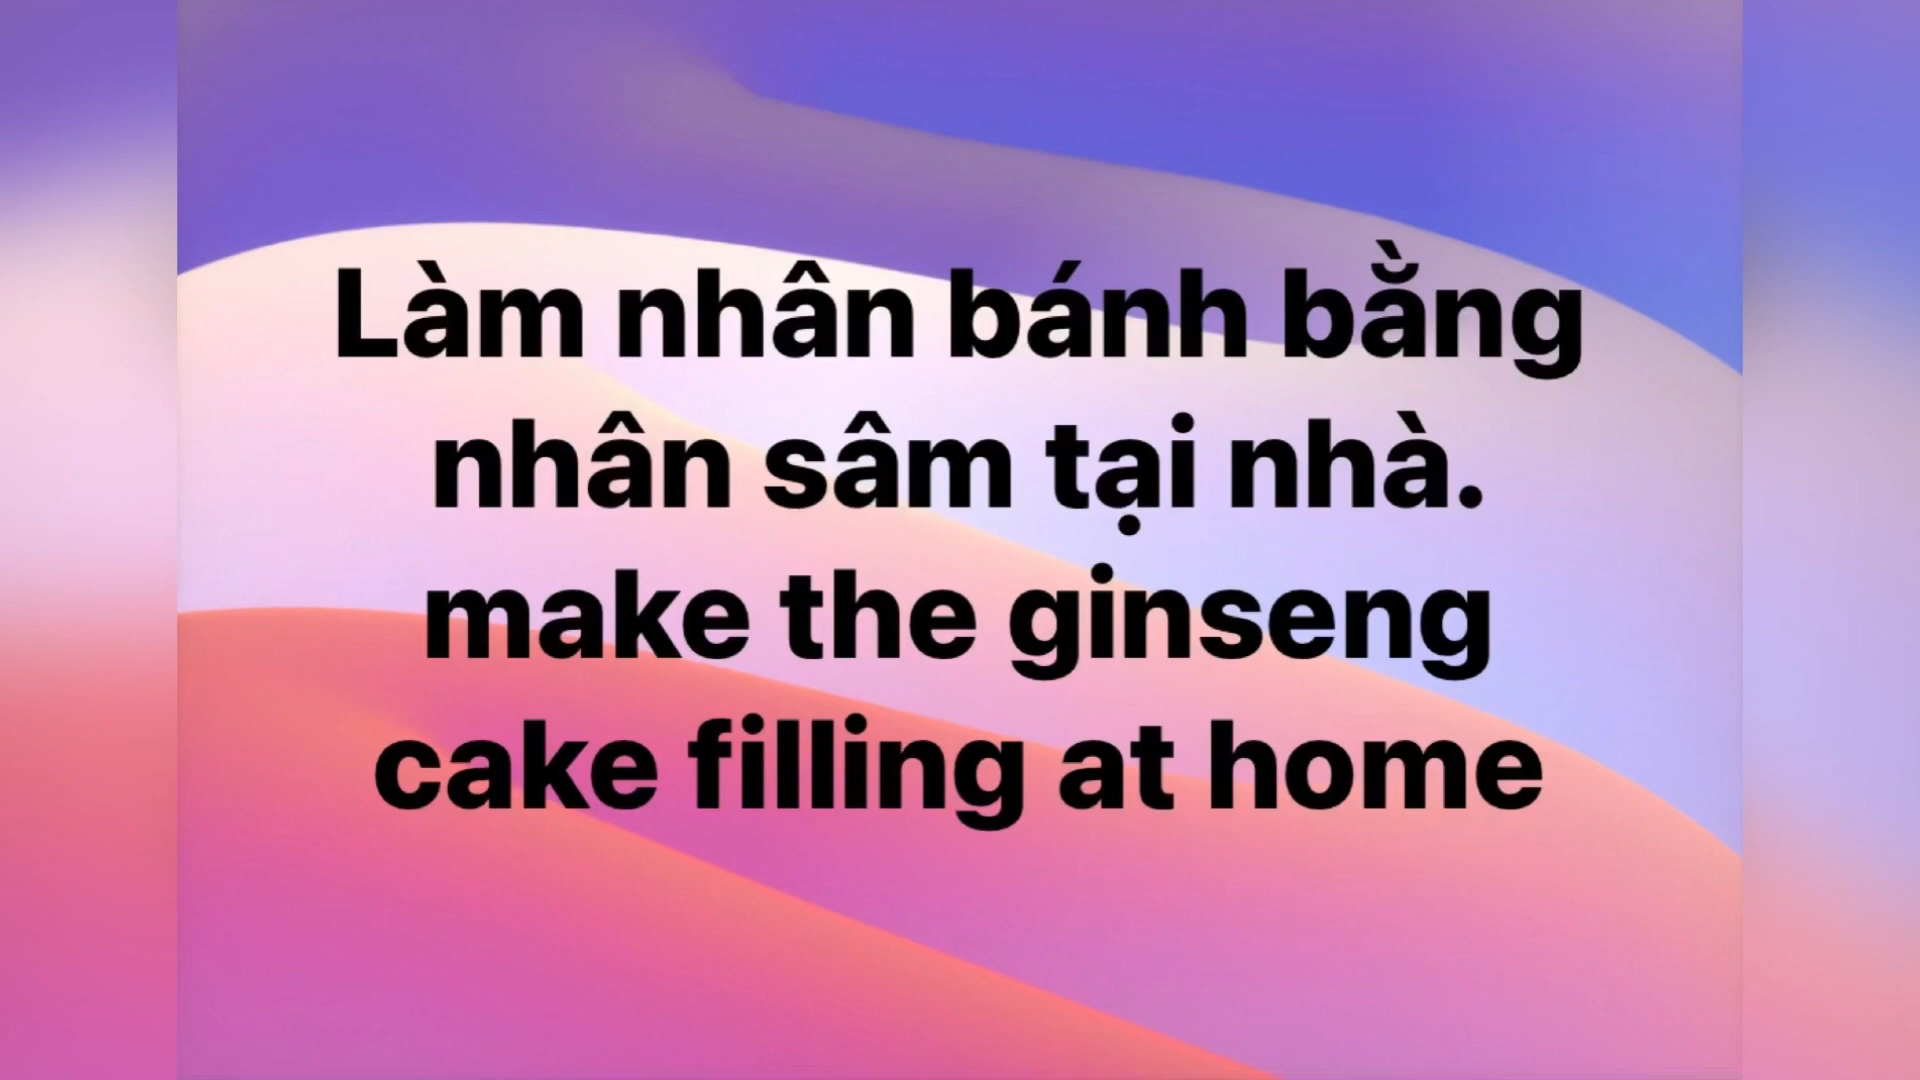 Làm nhân bánh bằng
nhân sâm tại nhà.
make the ginseng
cake filling at home